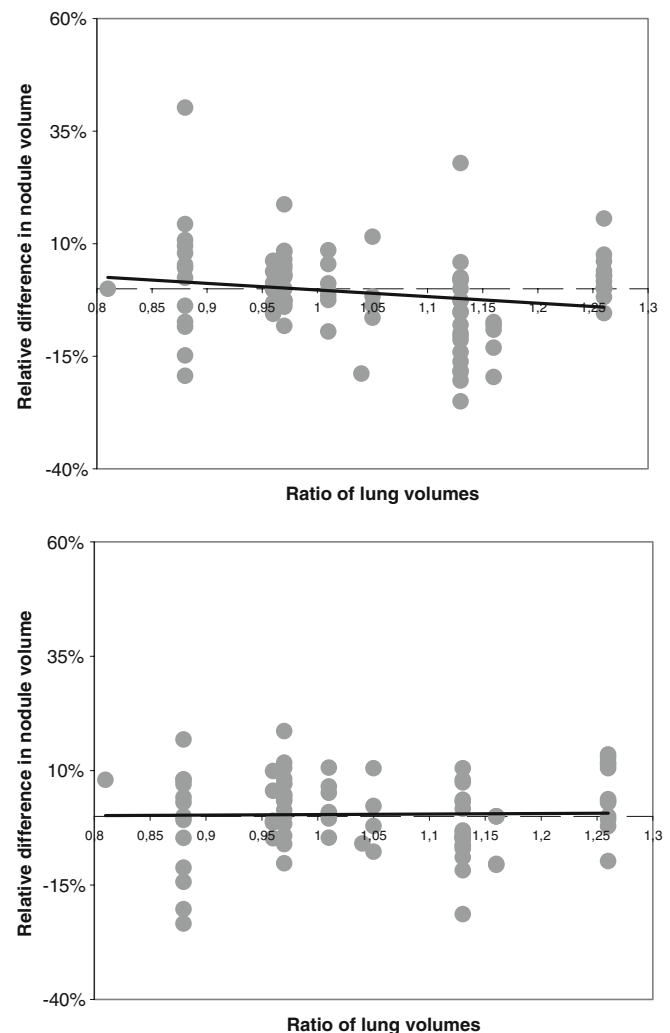 60%
35%
10%
-15%
-40%
Relative difference in nodule volume
0,8 0,85 0,9 0,95 1 1,05 1,1 1,15 1,2 1,25 1,3
Ratio of lung volumes
60%
35%
10%
-15%
-40%
Relative difference in nodule volume
0,8 0,85 0,9 0,95 1 1,05 1,1 1,15 1,2 1,25 1,3
Ratio of lung volumes